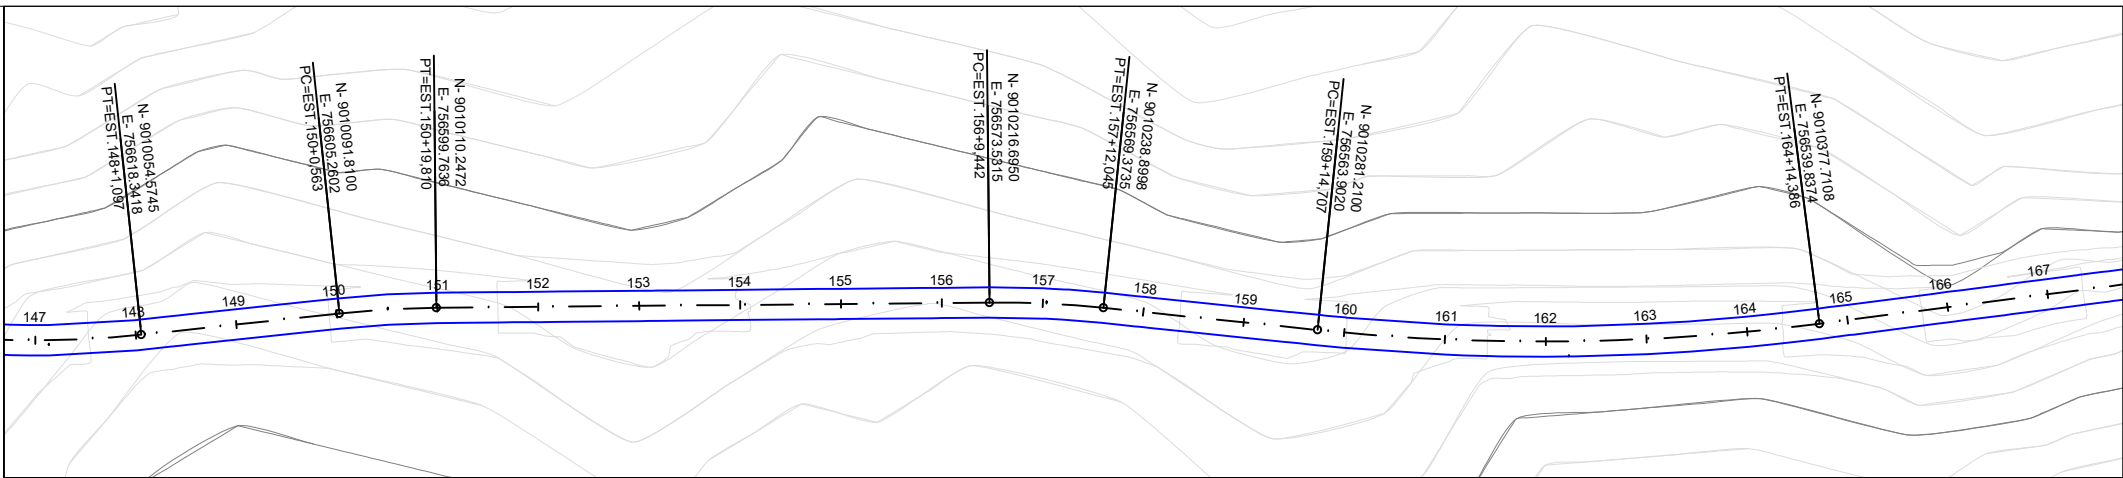 N- 9010054.5745
E- 756618.3418
PT=EST.148+1,097
N- 9010091.8100
E- 756605.2602
PC=EST.150+0,563
N- 9010110.2472
E- 756599.7636
PT=EST.150+19,810
N- 9010216.6950
E- 756573.5315
PC=EST.156+9,442
N- 9010238.8998
E- 756569.3735
PT=EST.157+12,045
N- 9010281.2100
E- 756563.9020
PC=EST.159+14,707
N- 9010377.7108
E- 756539.8374
PT=EST.164+14,386
147
148
149
150
151
152
153
154
155
156
157
158
159
160
161
162
163
164
165
166
167